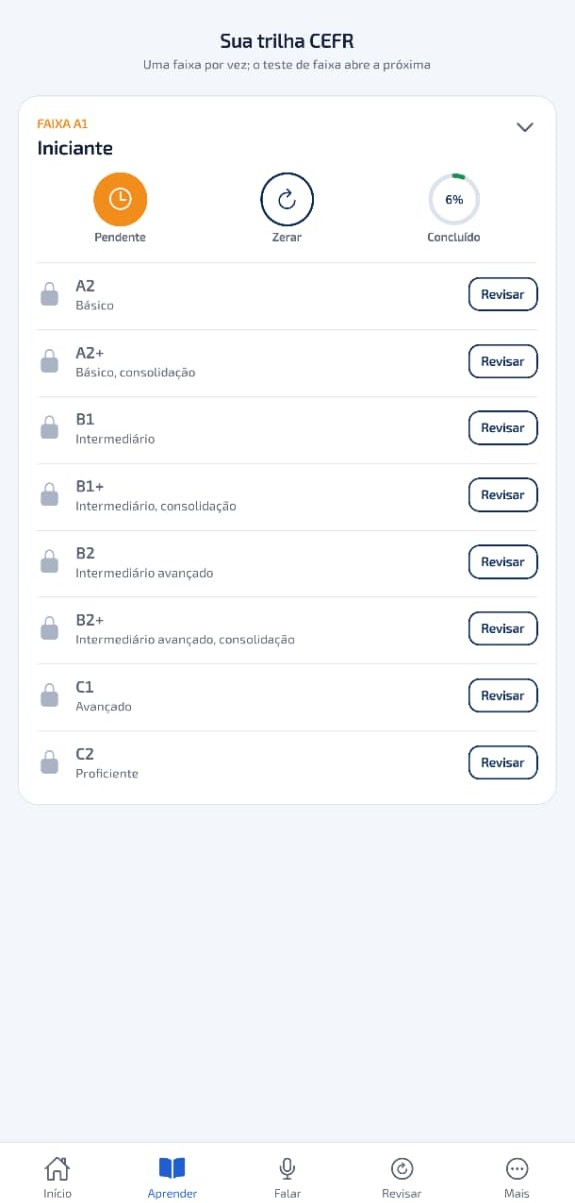 Sua trilha CEFR
Uma faixa por vez; o teste de faixa abre a próxima
FAIXA A1
Iniciante
6%
Pendente
Zerar
Concluído
A2
Básico
Revisar
A2+
Básico, consolidação
Revisar
B1
Intermediário
Revisar
B1+
Intermediário, consolidação
Revisar
B2
Intermediário avançado
Revisar
B2+
Intermediário avançado, consolidação
Revisar
C1
Avançado
Revisar
C2
Proficiente
Revisar
Início
Aprender
Falar
Revisar
Mais